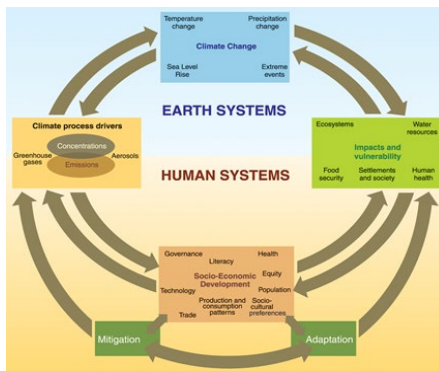 Temperature
change
Precipitation
change
Climate Change
Sea Level
Rise
Extreme
events
EARTH SYSTEMS
Climate process drivers
Concentrations
Greenhouse
gases
Aerosols
Emissions
Ecosystems
Water
resources
Impacts and
vulnerability
Food
security
Settlements
and society
Human
health
HUMAN SYSTEMS
Governance
Health
Literacy
Equity
Socio-Economic
Development
Technology
Population
Production and
consumption
patterns
Socio-
cultural
preferences
Trade
Mitigation
Adaptation